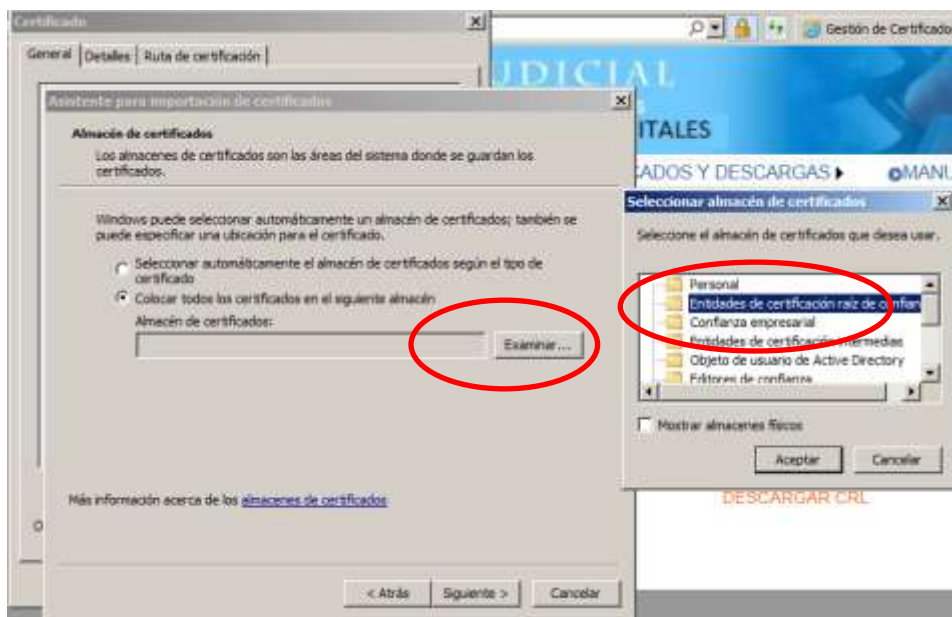 Certificado
General
Detalles
Ruta de certificación
Asistente para importación de certificados
Almacén de certificados
Los almacenes de certificados son las áreas del sistema donde se guardan los
certificados.
Windows puede seleccionar automáticamente un almacén de certificados; también se
puede especificar una ubicación para el certificado.
Seleccionar automáticamente el almacén de certificados según el tipo de
certificado
Colocar todos los certificados en el siguiente almacén
Almacén de certificados:
Examinar...
Más información acerca de los almacenes de certificados
< Atrás
Siguiente >
Cancelar
Gestión de Certificado
UDICIAL
ITALES
CADOS Y DESCARGAS
MANU
Seleccionar almacén de certificados
Seleccione el almacén de certificados que desea usar.
Personal
Entidades de certificación raíz de confian
Confianza empresarial
Entidades de certificación intermedias
Objeto de usuario de Active Directory
Editores de confianza
Mostrar almacenes físicos
Aceptar
Cancelar
DESCARGAR CRL